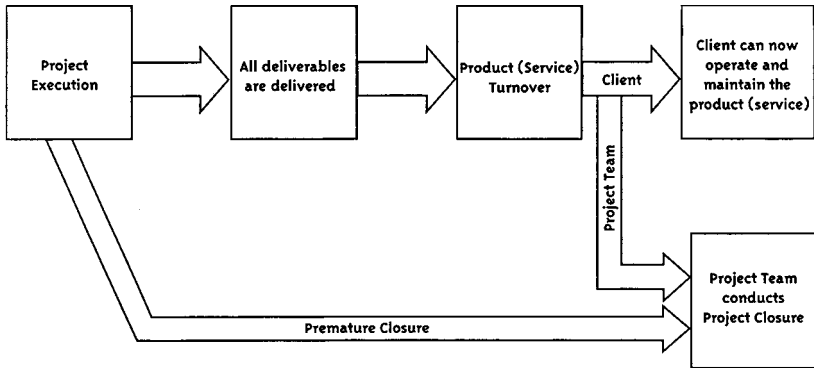 Project
Execution
All deliverables
are delivered
Product (Service)
Turnover
Client
Client can now
operate and
maintain the
product (service)
Project Team
Project Team
conducts
Project Closure
Premature Closure